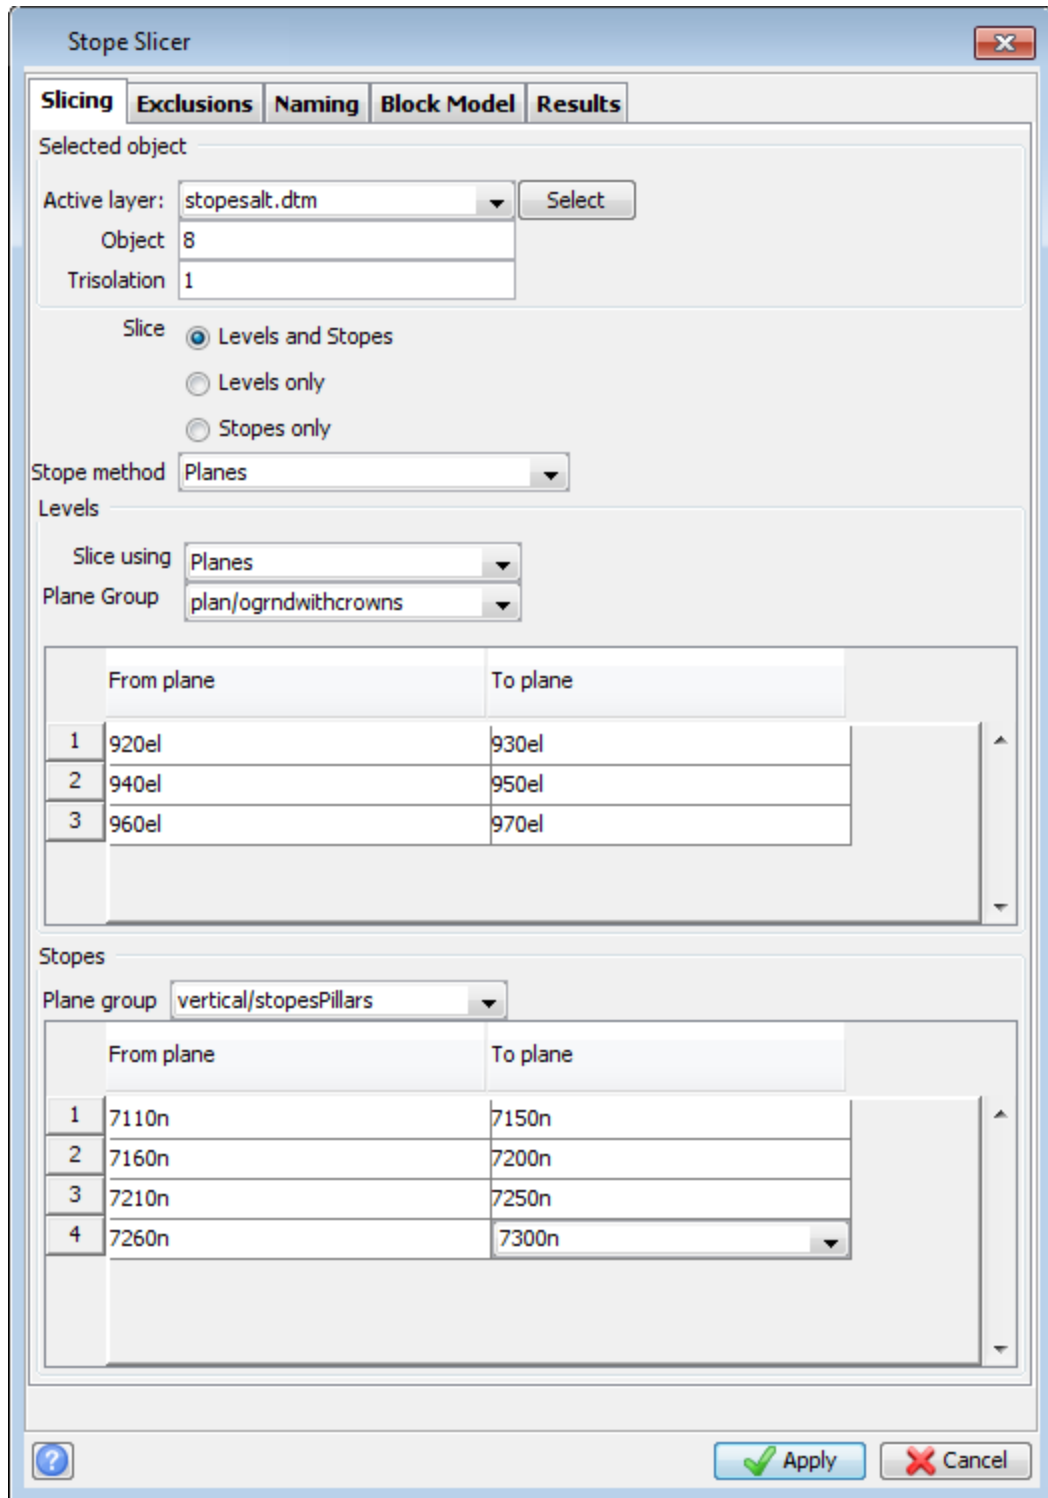 Stope Slicer
Slicing Exclusions Naming Block Model Results
Selected object
Active layer: stopesalt.dtm Select
Object 8
Trisolation 1
Slice Levels and Stopes
Levels only
Stopes only
Stope method Planes
Levels
Slice using Planes
Plane Group plan/ogrndwithcrowns
From plane To plane
1 920el 930el
2 940el 950el
3 960el 970el
Stopes
Plane group vertical/stopesPillars
From plane To plane
1 7110n 7150n
2 7160n 7200n
3 7210n 7250n
4 7260n 7300n
? Apply Cancel